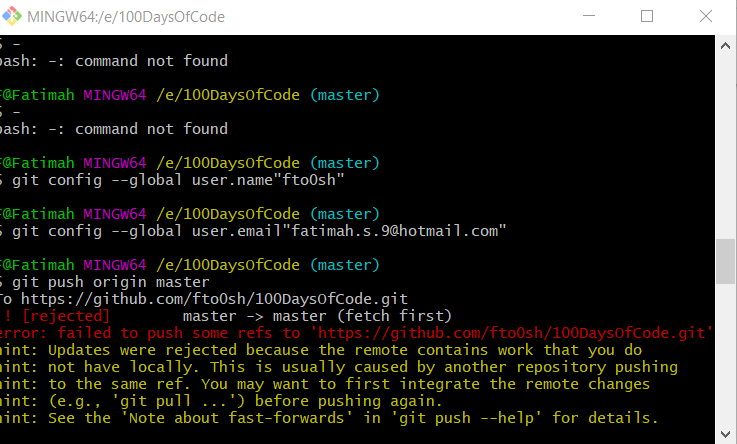 MINGW64:/e/100DaysOfCode
$ -
bash: -: command not found
F@Fatimah MINGW64 /e/100DaysOfCode (master)
$ -
bash: -: command not found
F@Fatimah MINGW64 /e/100DaysOfCode (master)
$ git config --global user.name"fto0sh"
F@Fatimah MINGW64 /e/100DaysOfCode (master)
$ git config --global user.email"fatimah.s.9@hotmail.com"
F@Fatimah MINGW64 /e/100DaysOfCode (master)
$ git push origin master
To https://github.com/fto0sh/100DaysOfCode.git
! [rejected] master -> master (fetch first)
error: failed to push some refs to 'https://github.com/fto0sh/100DaysOfCode.git'
hint: Updates were rejected because the remote contains work that you do
hint: not have locally. This is usually caused by another repository pushing
hint: to the same ref. You may want to first integrate the remote changes
hint: (e.g., 'git pull ...') before pushing again.
hint: See the 'Note about fast-forwards' in 'git push --help' for details.